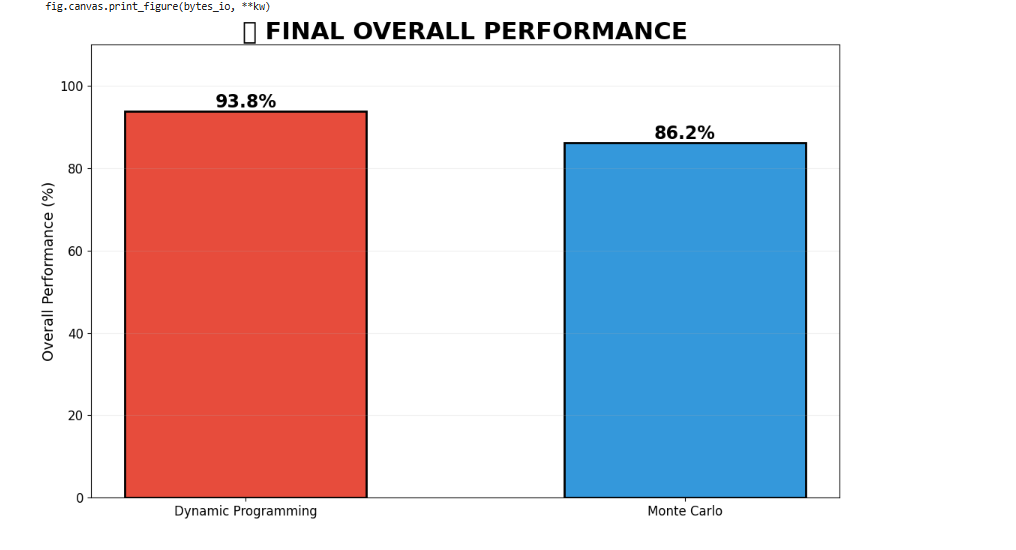 fig.canvas.print_figure(bytes_io, **kw)
FINAL OVERALL PERFORMANCE
Overall Performance (%)
100
80
60
40
20
0
93.8%
86.2%
Dynamic Programming
Monte Carlo